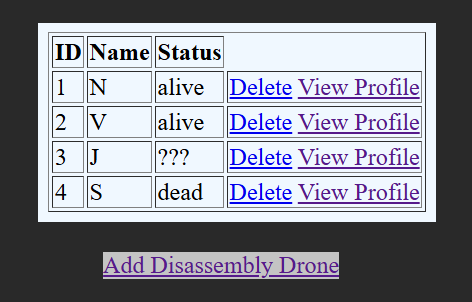 ID Name Status
1 N alive Delete View Profile
2 V alive Delete View Profile
3 J ??? Delete View Profile
4 S dead Delete View Profile
Add Disassembly Drone